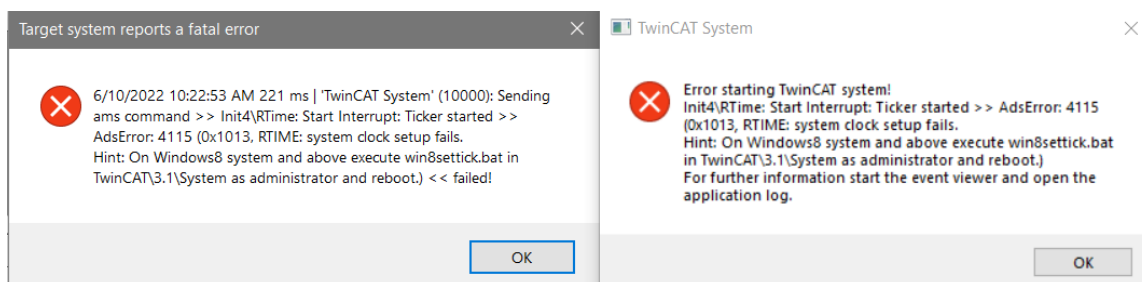 Target system reports a fatal error
6/10/2022 10:22:53 AM 221 ms | 'TwinCAT System' (10000): Sending
ams command >> Init4\RTime: Start Interrupt: Ticker started >>
AdsError: 4115 (0x1013, RTIME: system clock setup fails.
Hint: On Windows8 system and above execute win8settick.bat in
TwinCAT\3.1\System as administrator and reboot.) << failed!
OK
TwinCAT System
Error starting TwinCAT system!
Init4\RTime: Start Interrupt: Ticker started >> AdsError: 4115
(0x1013, RTIME: system clock setup fails.
Hint: On Windows8 system and above execute win8settick.bat
in TwinCAT\3.1\System as administrator and reboot.)
For further information start the event viewer and open the
application log.
OK